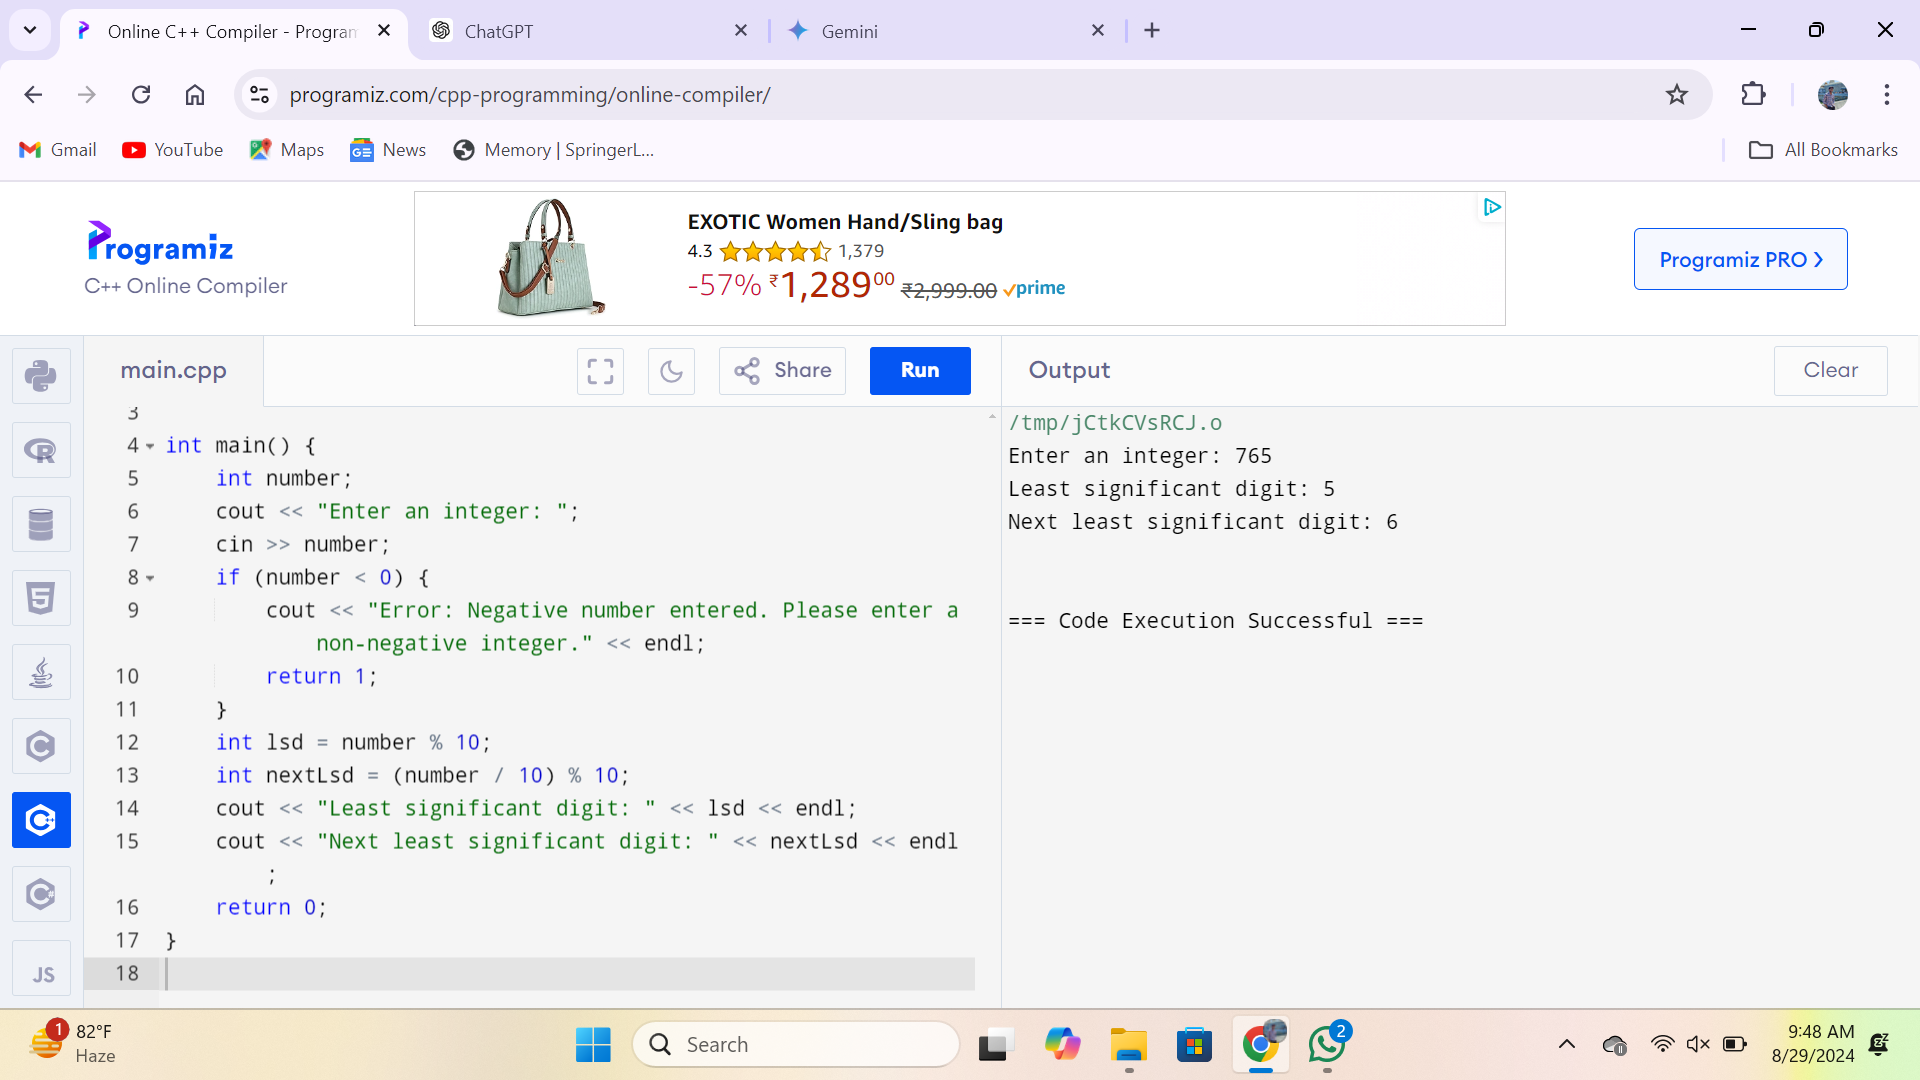 Online C++ Compiler - Program
ChatGPT
Gemini
programiz.com/cpp-programming/online-compiler/
Gmail
YouTube
Maps
News
Memory | SpringerL...
All Bookmarks
Programiz
C++ Online Compiler
EXOTIC Women Hand/Sling bag
4.3 1,379
-57% ₹1,28900 ₹2,999.00 prime
Programiz PRO
main.cpp
Share
Run
Output
Clear
3
4 int main() {
5 int number;
6 cout << "Enter an integer: ";
7 cin >> number;
8 if (number < 0) {
9 cout << "Error: Negative number entered. Please enter a
non-negative integer." << endl;
10 return 1;
11 }
12 int lsd = number % 10;
13 int nextLsd = (number / 10) % 10;
14 cout << "Least significant digit: " << lsd << endl;
15 cout << "Next least significant digit: " << nextLsd << endl
;
16 return 0;
17 }
18
/tmp/jCtkCVsRCJ.o
Enter an integer: 765
Least significant digit: 5
Next least significant digit: 6
=== Code Execution Successful ===
JS
1
82°F
Haze
Search
2
9:48 AM
8/29/2024